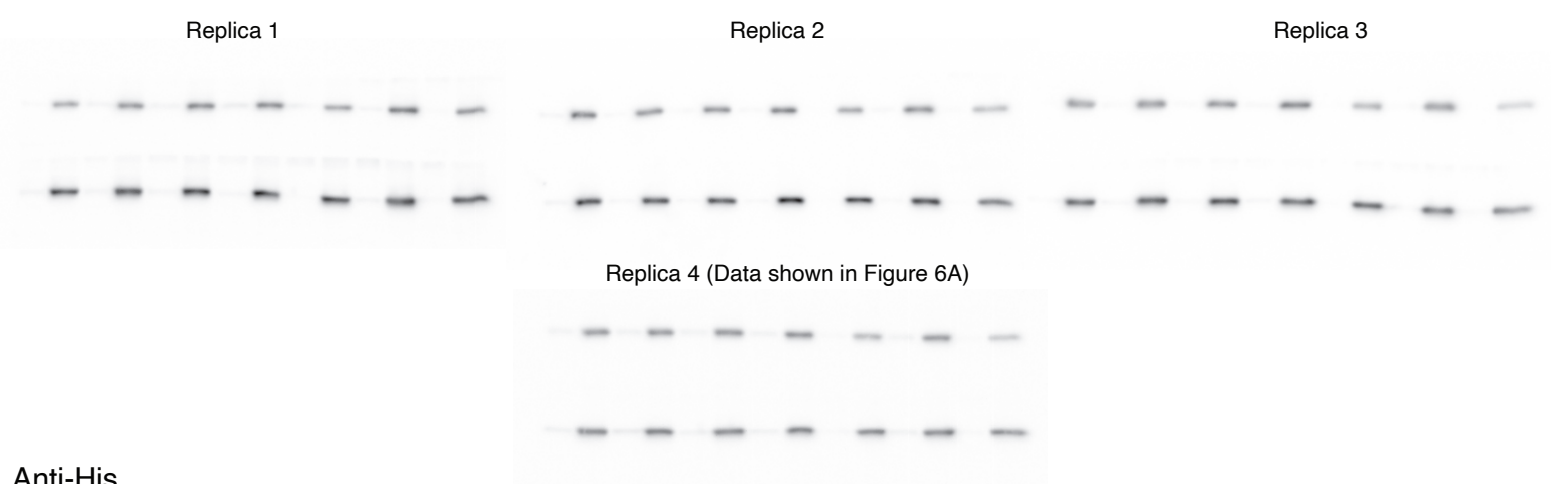 Replica 1
Replica 2
Replica 3
Replica 4 (Data shown in Figure 6A)
Anti-His